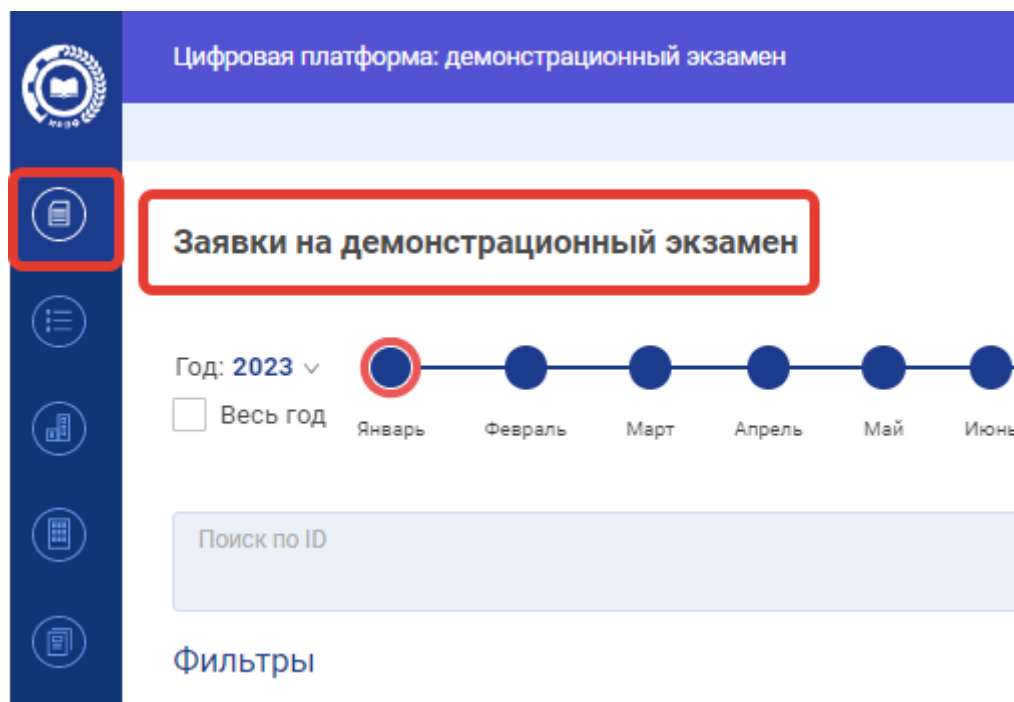 Цифровая платформа: демонстрационный экзамен
Заявки на демонстрационный экзамен
Год: 2023
Весь год
Январь Февраль Март Апрель Май Июнь
Поиск по ID
Фильтры